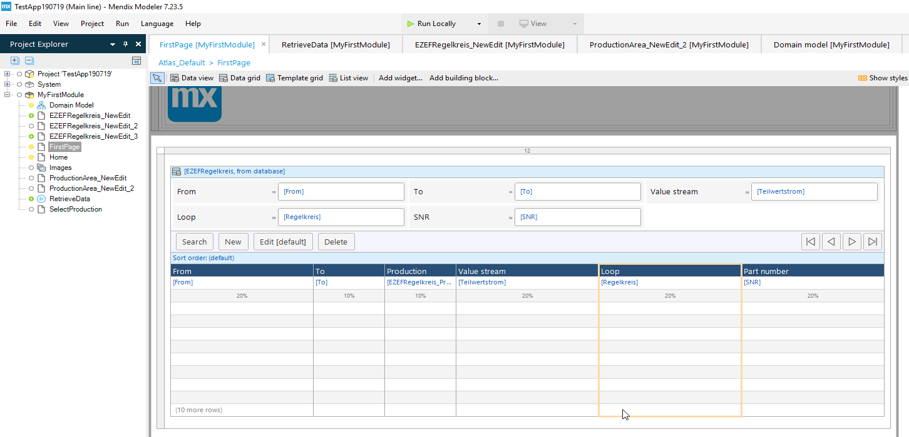 TestApp190719 (Main line) - Mendix Modeler 7.23.5
File Edit View Project Run Language Help
Run Locally View
Project Explorer
FirstPage [MyFirstModule] × RetrieveData [MyFirstModule] EZEFRegelkreis_NewEdit [MyFirstModule] ProductionArea_NewEdit_2 [MyFirstModule] Domain model [MyFirstModule]
Atlas_Default > FirstPage
Data view Data grid Template grid List view Add widget... Add building block... Show styles
Project 'TestApp190719'
System
MyFirstModule
Domain Model
EZEFRegelkreis_NewEdit
EZEFRegelkreis_NewEdit_2
EZEFRegelkreis_NewEdit_3
FirstPage
Home
Images
ProductionArea_NewEdit
ProductionArea_NewEdit_2
RetrieveData
SelectProduction
mx
12
[EZEFRegelkreis, from database]
From = [From] To = [To] Value stream = [Teilwertstrom]
Loop = [Regelkreis] SNR = [SNR]
Search New Edit [default] Delete
Sort order: (default)
From To Production Value stream Loop Part number
[From] [To] [EZEFRegelkreis_Pr... [Teilwertstrom] [Regelkreis] [SNR]
20% 10% 10% 20% 20% 20%
(10 more rows)